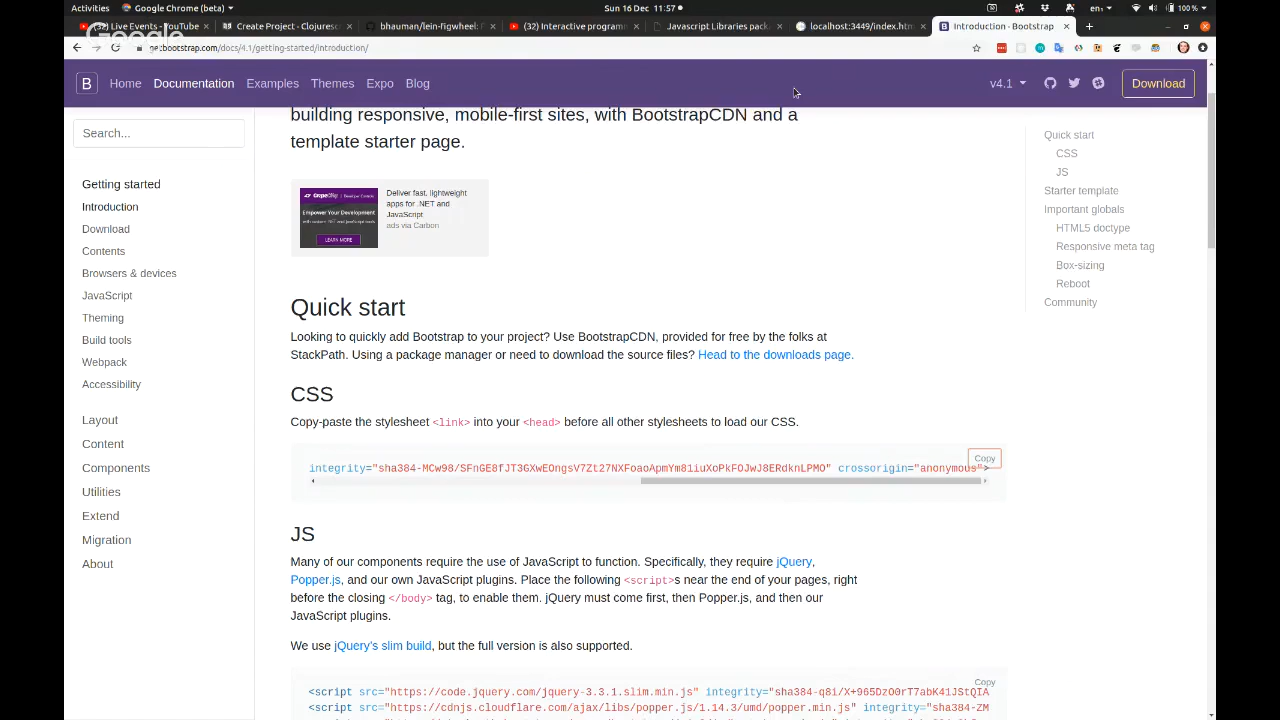 Activities Google Chrome (beta) Sun 16 Dec 11:57 en 100 %
(32) Live Events - YouTube Create Project - Clojuresc bhauman/lein-figwheel: f (32) Interactive programm Javascript Libraries pack localhost:3449/index.htm Introduction · Bootstrap
Google
getbootstrap.com/docs/4.1/getting-started/introduction/
B Home Documentation Examples Themes Expo Blog v4.1 Download
building responsive, mobile-first sites, with BootstrapCDN and a
template starter page.
Search...
Getting started
Introduction
Download
Contents
Browsers & devices
JavaScript
Theming
Build tools
Webpack
Accessibility
Layout
Content
Components
Utilities
Extend
Migration
About
GrapeCity
Empower Your Development
LEARN MORE
Deliver fast, lightweight
apps for .NET and
JavaScript
ads via Carbon
Quick start
Looking to quickly add Bootstrap to your project? Use BootstrapCDN, provided for free by the folks at
StackPath. Using a package manager or need to download the source files? Head to the downloads page.
CSS
Copy-paste the stylesheet <link> into your <head> before all other stylesheets to load our CSS.
Copy
integrity="sha384-MCw98/SFnGE8fJT3GXwEOngsV7Zt27NXFoaoApmYm81iuXoPkFOJwJ8ERdknLPMO" crossorigin="anonymous">
JS
Many of our components require the use of JavaScript to function. Specifically, they require jQuery,
Popper.js, and our own JavaScript plugins. Place the following <script>s near the end of your pages, right
before the closing </body> tag, to enable them. jQuery must come first, then Popper.js, and then our
JavaScript plugins.
We use jQuery's slim build, but the full version is also supported.
Copy
<script src="https://code.jquery.com/jquery-3.3.1.slim.min.js" integrity="sha384-q8i/X+965DzO0rT7abK41JStQIA
<script src="https://cdnjs.cloudflare.com/ajax/libs/popper.js/1.14.3/umd/popper.min.js" integrity="sha384-ZM
Quick start
CSS
JS
Starter template
Important globals
HTML5 doctype
Responsive meta tag
Box-sizing
Reboot
Community